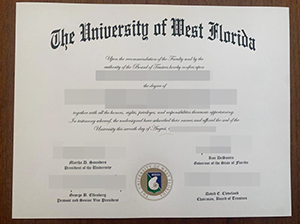 The University of West Florida
Upon the recommendation of the Faculty and by the
authority of the Board of Trustees hereby confers upon
the degree of
together with all the honors, rights, privileges, and responsibilities thereunto appertaining.
In testimony whereof, the undersigned have subscribed their names and affixed the seal of the
University this seventh day of August,
Martha D. Saunders
President of the University
Ron DeSantis
Governor of the State of Florida
George B. Ellenberg
Provost and Senior Vice President
David E. Cleveland
Chairman, Board of Trustees